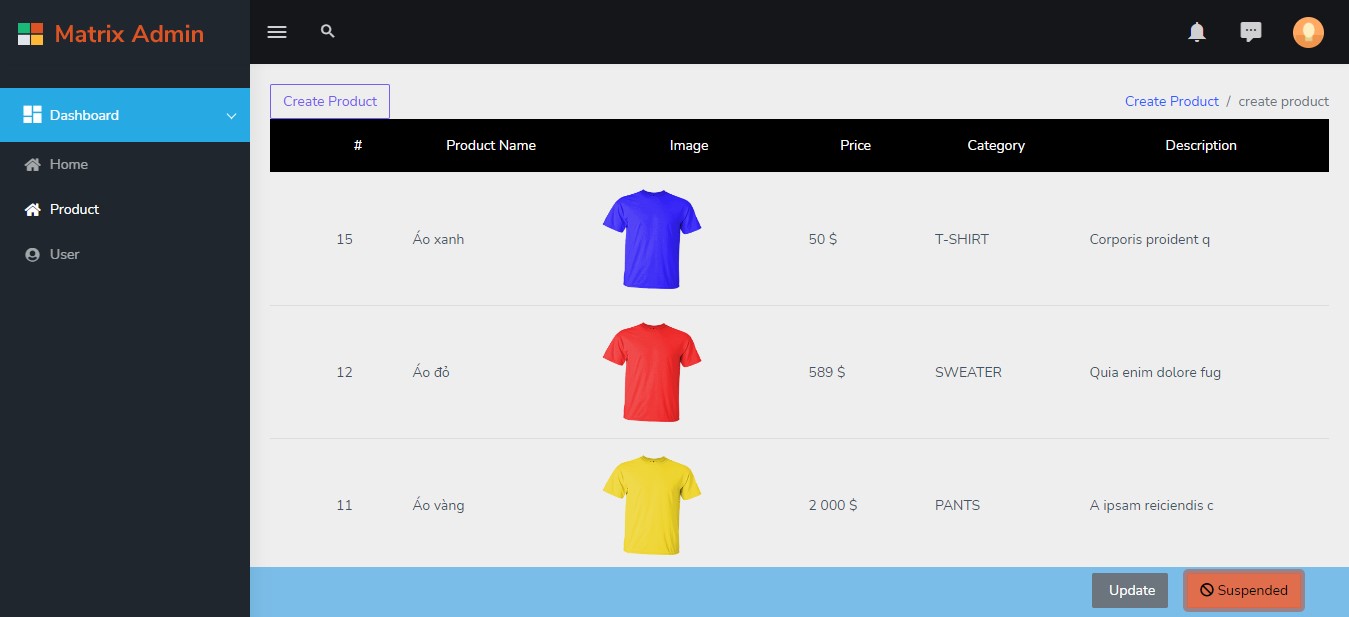 Matrix Admin
Dashboard
Home
Product
User
Create Product
Create Product / create product
# Product Name Image Price Category Description
15 Áo xanh 50 $ T-SHIRT Corporis proident q
12 Áo đỏ 589 $ SWEATER Quia enim dolore fug
11 Áo vàng 2 000 $ PANTS A ipsam reiciendis c
Update Suspended